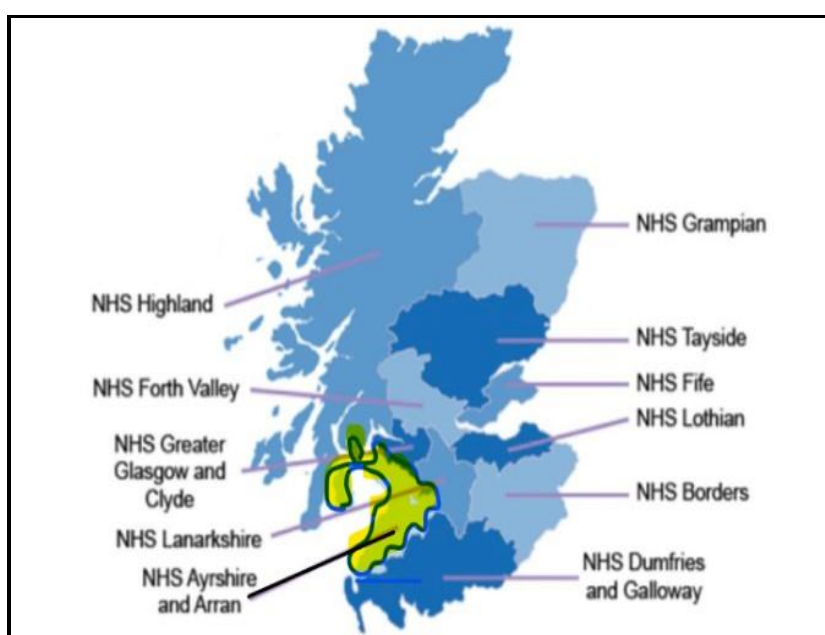 NHS Grampian
NHS Highland
NHS Tayside
NHS Forth Valley
NHS Fife
NHS Lothian
NHS Greater
Glasgow and
Clyde
NHS Borders
NHS Lanarkshire
NHS Ayrshire
and Arran
NHS Dumfries
and Galloway